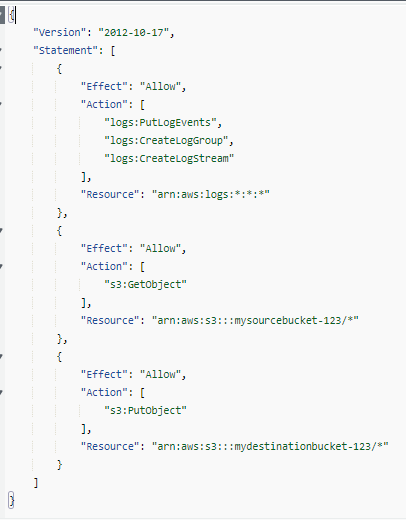 {
    "Version": "2012-10-17",
    "Statement": [
        {
            "Effect": "Allow",
            "Action": [
                "logs:PutLogEvents",
                "logs:CreateLogGroup",
                "logs:CreateLogStream"
            ],
            "Resource": "arn:aws:logs:*:*:*"
        },
        {
            "Effect": "Allow",
            "Action": [
                "s3:GetObject"
            ],
            "Resource": "arn:aws:s3:::mysourcebucket-123/*"
        },
        {
            "Effect": "Allow",
            "Action": [
                "s3:PutObject"
            ],
            "Resource": "arn:aws:s3:::mydestinationbucket-123/*"
        }
    ]
}